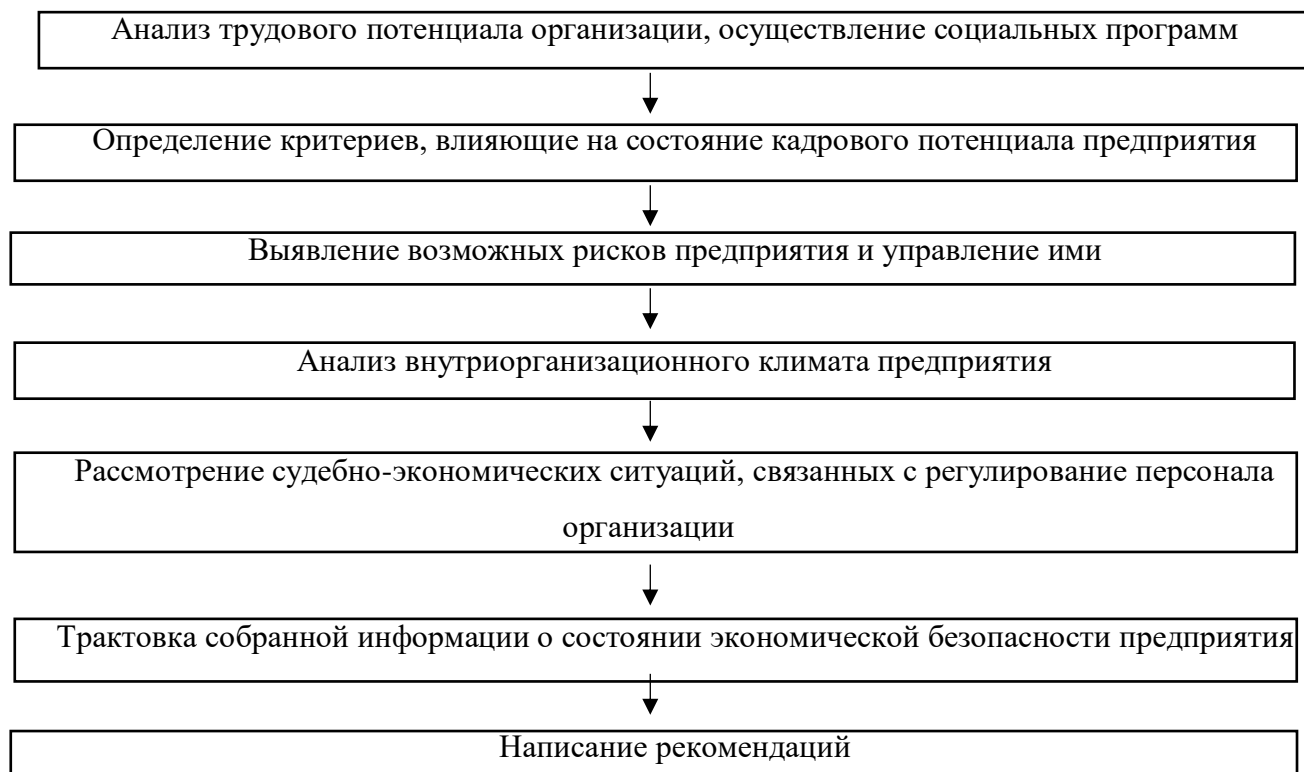 Анализ трудового потенциала организации, осуществление социальных программ
Определение критериев, влияющие на состояние кадрового потенциала предприятия
Выявление возможных рисков предприятия и управление ими
Анализ внутриорганизационного климата предприятия
Рассмотрение судебно-экономических ситуаций, связанных с регулирование персонала
организации
Трактовка собранной информации о состоянии экономической безопасности предприятия
Написание рекомендаций